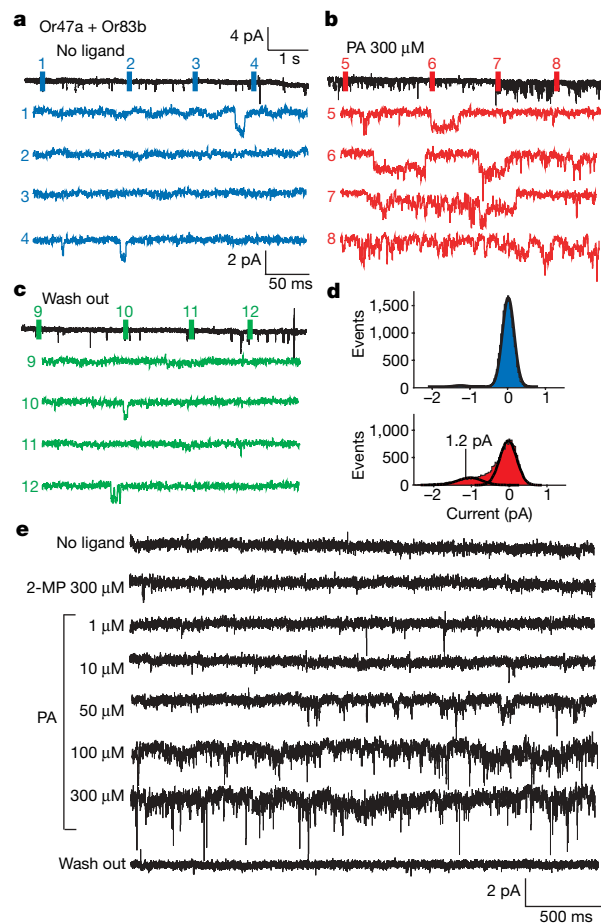 a
Or47a + Or83b
No ligand
4 pA
1 s
1 2 3 4
1
2
3
4
2 pA
50 ms
b
PA 300 μM
5 6 7 8
5
6
7
8
c
Wash out
9 10 11 12
9
10
11
12
d
Events
1,500
1,000
500
0
−2 −1 0 1
Events
1,000
500
0
1.2 pA
−2 −1 0 1
Current (pA)
e
No ligand
2-MP 300 μM
PA
1 μM
10 μM
50 μM
100 μM
300 μM
Wash out
2 pA
500 ms